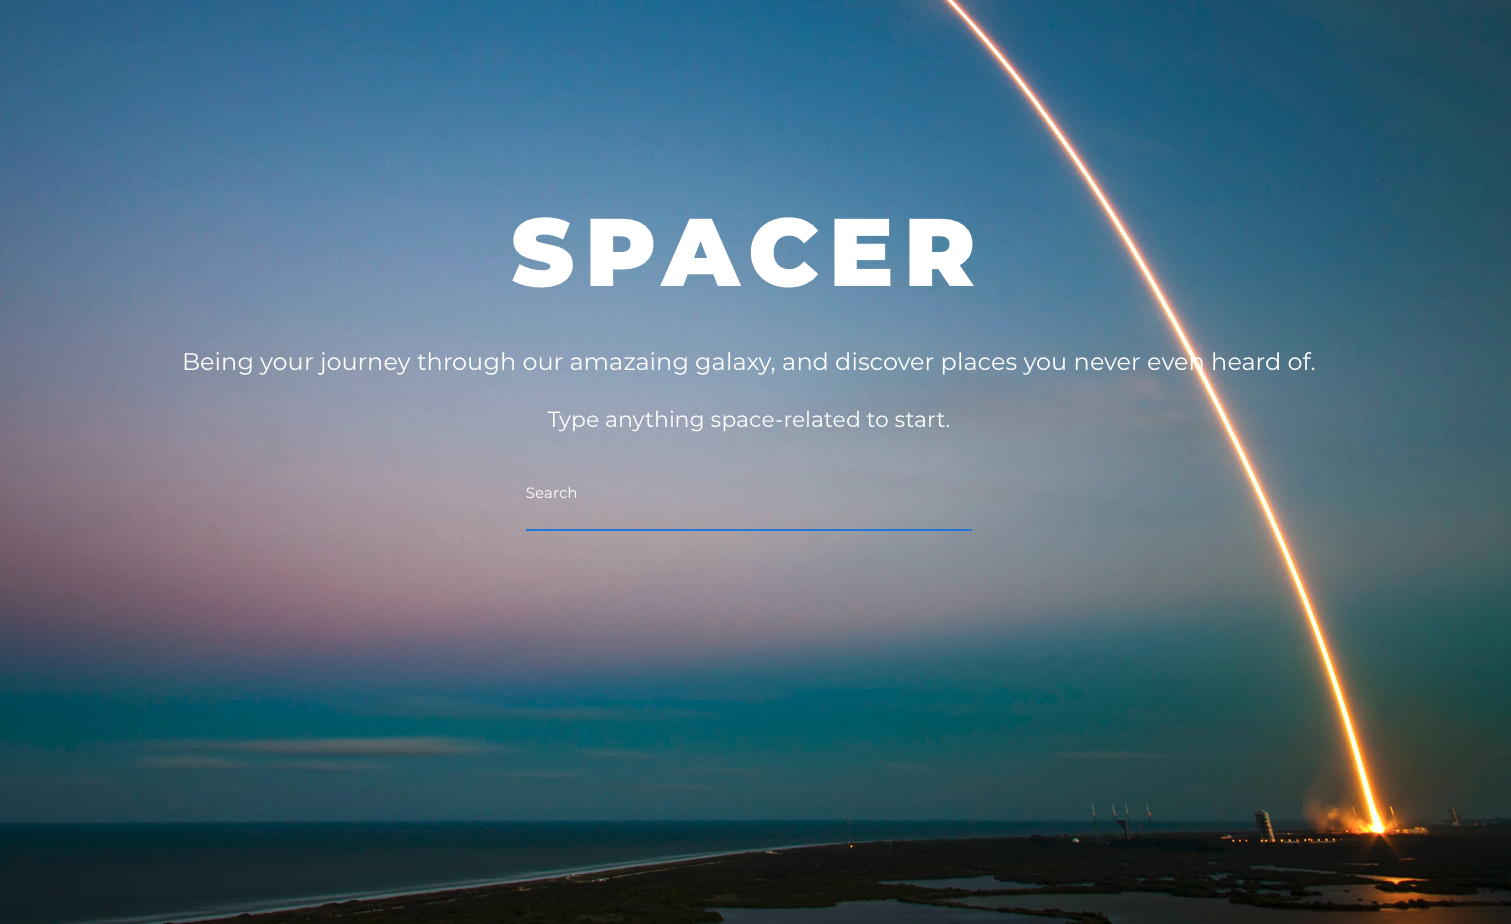 SPACER
Being your journey through our amazaing galaxy, and discover places you never even heard of.
Type anything space-related to start.
Search